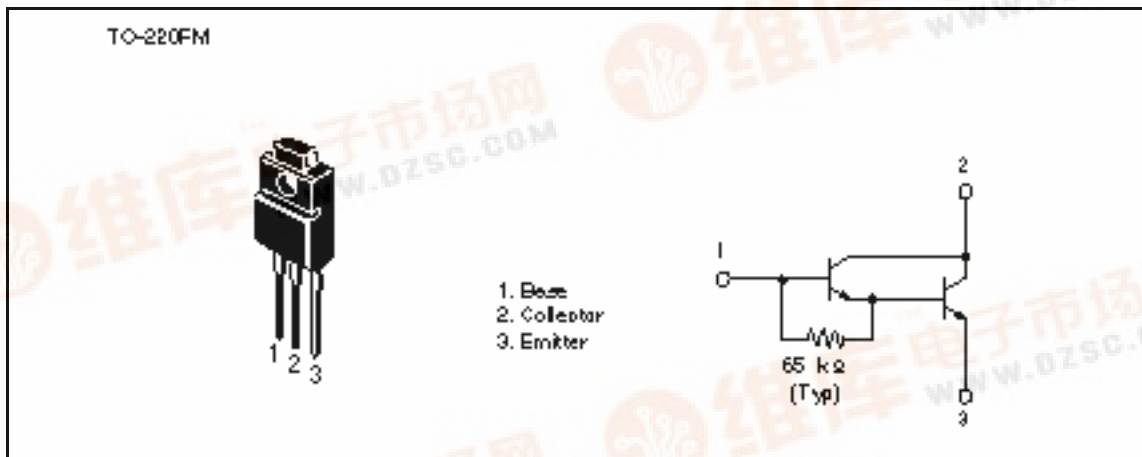 TO-220FM
1. Base
2. Collector
3. Emitter
1
2
3
1
2
65 kΩ
(Typ)
3
维库电子市场网
WWW.DZSC.COM